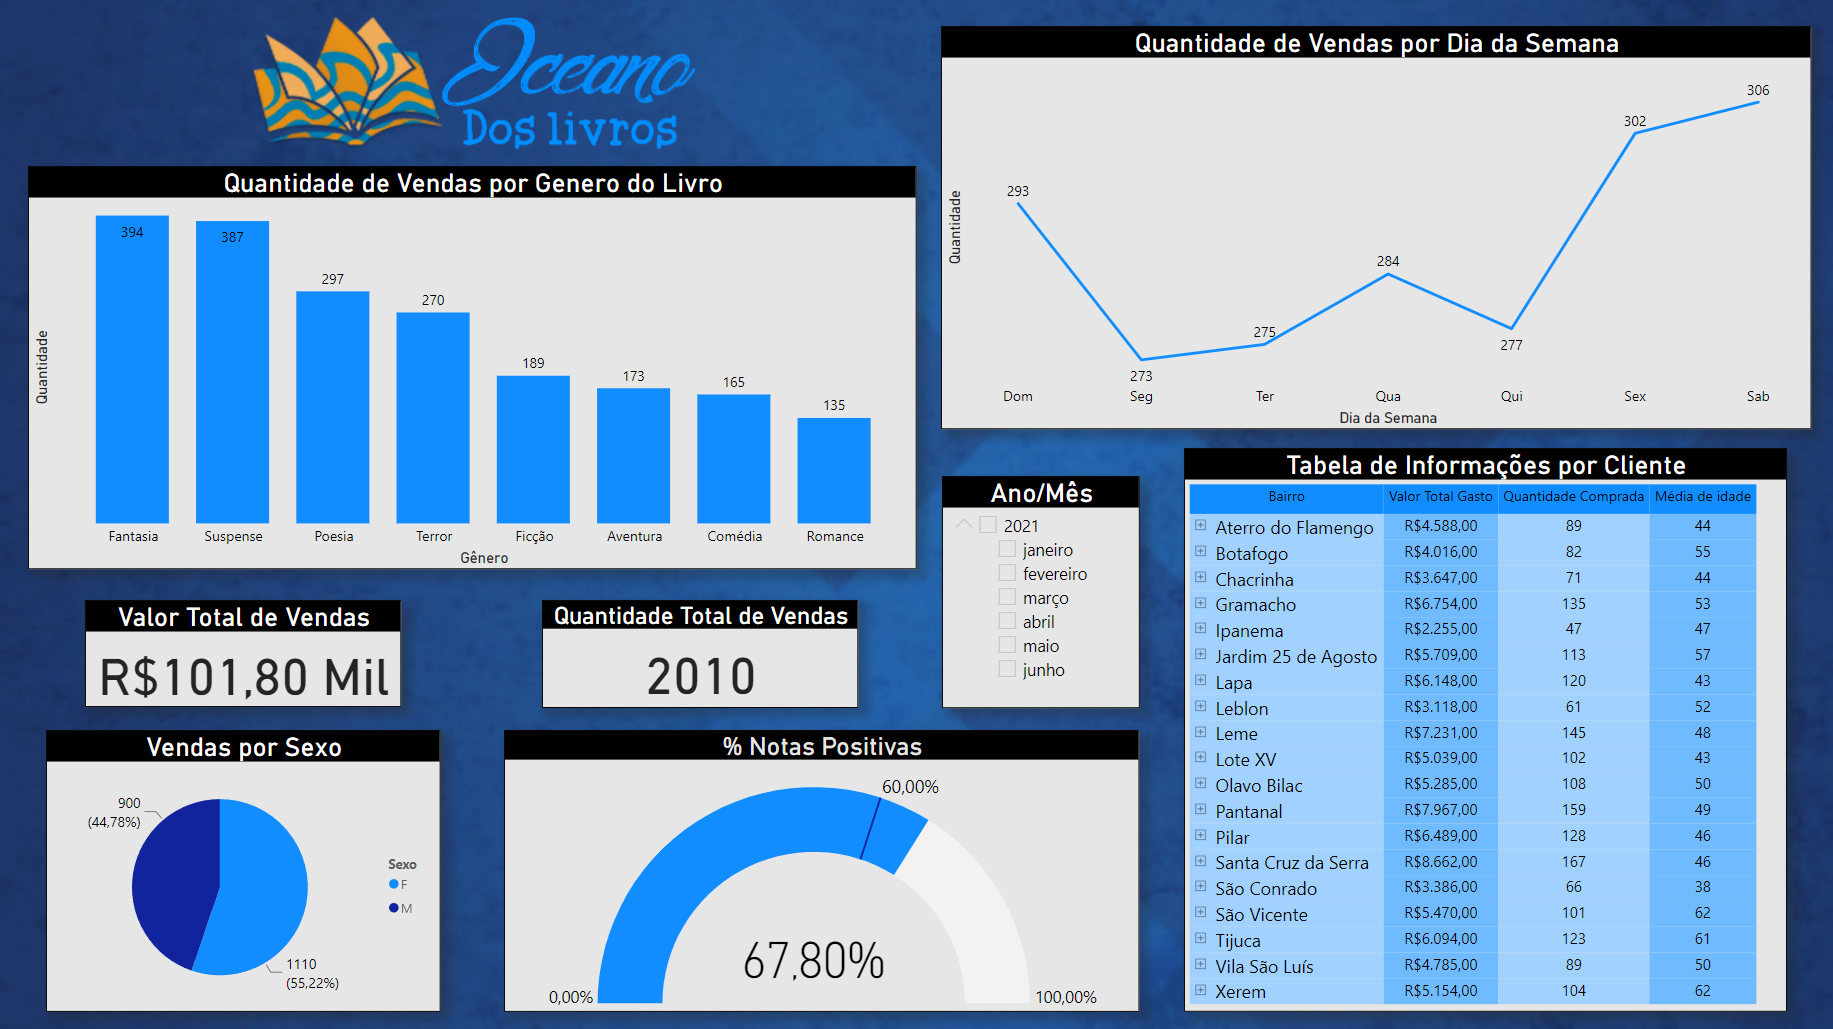 Oceano
Dos livros
Quantidade de Vendas por Genero do Livro
Quantidade
394
387
297
270
189
173
165
135
Fantasia
Suspense
Poesia
Terror
Ficção
Aventura
Comédia
Romance
Gênero
Quantidade de Vendas por Dia da Semana
Quantidade
293
273
275
284
277
302
306
Dom
Seg
Ter
Qua
Qui
Sex
Sab
Dia da Semana
Valor Total de Vendas
R$101,80 Mil
Quantidade Total de Vendas
2010
Ano/Mês
2021
janeiro
fevereiro
março
abril
maio
junho
Vendas por Sexo
900
(44,78%)
1110
(55,22%)
Sexo
F
M
% Notas Positivas
60,00%
67,80%
0,00%
100,00%
Tabela de Informações por Cliente
Bairro Valor Total Gasto Quantidade Comprada Média de idade
Aterro do Flamengo R$4.588,00 89 44
Botafogo R$4.016,00 82 55
Chacrinha R$3.647,00 71 44
Gramacho R$6.754,00 135 53
Ipanema R$2.255,00 47 47
Jardim 25 de Agosto R$5.709,00 113 57
Lapa R$6.148,00 120 43
Leblon R$3.118,00 61 52
Leme R$7.231,00 145 48
Lote XV R$5.039,00 102 43
Olavo Bilac R$5.285,00 108 50
Pantanal R$7.967,00 159 49
Pilar R$6.489,00 128 46
Santa Cruz da Serra R$8.662,00 167 46
São Conrado R$3.386,00 66 38
São Vicente R$5.470,00 101 62
Tijuca R$6.094,00 123 61
Vila São Luís R$4.785,00 89 50
Xerem R$5.154,00 104 62